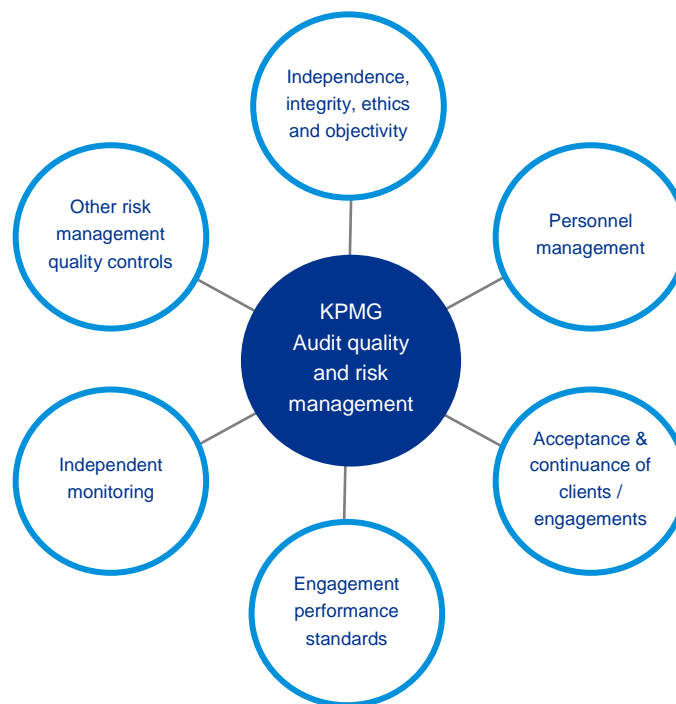 Independence,
integrity, ethics
and objectivity
Other risk
management
quality controls
Personnel
management
KPMG
Audit quality
and risk
management
Independent
monitoring
Acceptance &
continuance of
clients /
engagements
Engagement
performance
standards